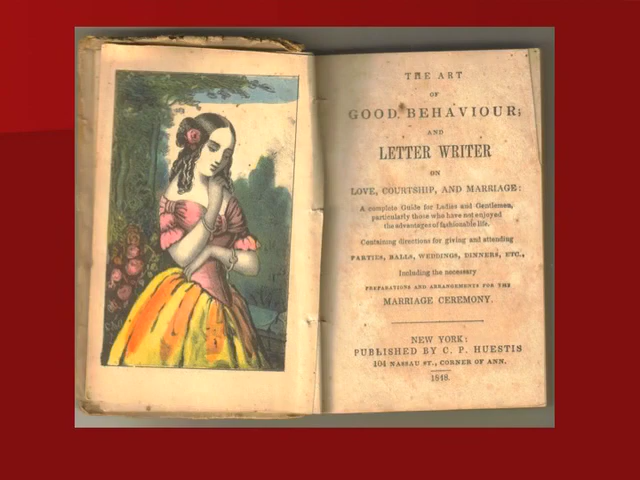 THE ART
OF
GOOD BEHAVIOUR;
AND
LETTER WRITER
ON
LOVE, COURTSHIP, AND MARRIAGE:
A complete Guide for Ladies and Gentlemen,
particularly those who have not enjoyed
the advantages of fashionable life.
Containing directions for giving and attending
PARTIES, BALLS, WEDDINGS, DINNERS, ETC.,
Including the necessary
PREPARATIONS AND ARRANGEMENTS FOR THE
MARRIAGE CEREMONY.
NEW YORK:
PUBLISHED BY C. P. HUESTIS
104 NASSAU ST., CORNER OF ANN.
1848.